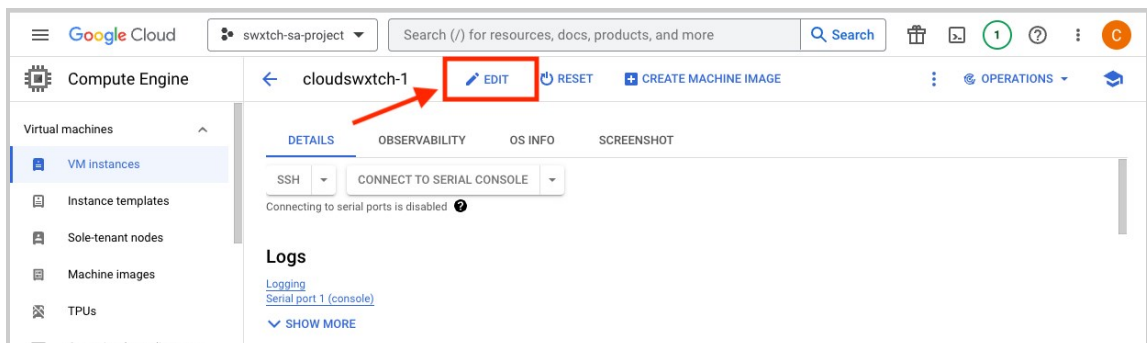 Google Cloud
swxtch-sa-project
Search (/) for resources, docs, products, and more
Search
1
C
Compute Engine
cloudswxtch-1
EDIT
RESET
CREATE MACHINE IMAGE
OPERATIONS
Virtual machines
DETAILS
OBSERVABILITY
OS INFO
SCREENSHOT
VM instances
SSH
CONNECT TO SERIAL CONSOLE
Instance templates
Connecting to serial ports is disabled
Sole-tenant nodes
Logs
Machine images
Logging
Serial port 1 (console)
TPUs
SHOW MORE